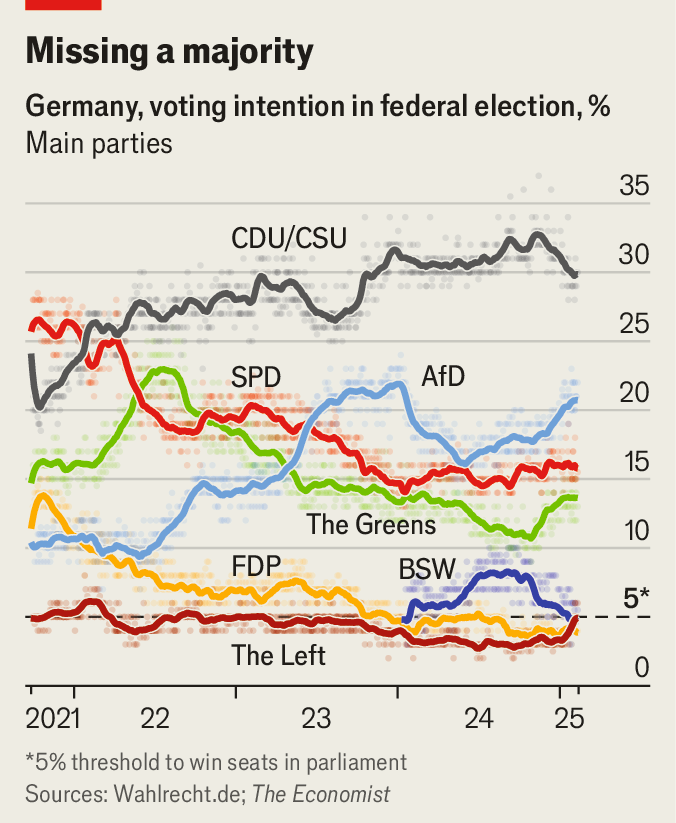 Missing a majority
Germany, voting intention in federal election, %
Main parties
35
CDU/CSU
30
25
SPD
AfD
20
15
The Greens
10
FDP
BSW
5*
The Left
0
2021 22 23 24 25
*5% threshold to win seats in parliament
Sources: Wahlrecht.de; The Economist